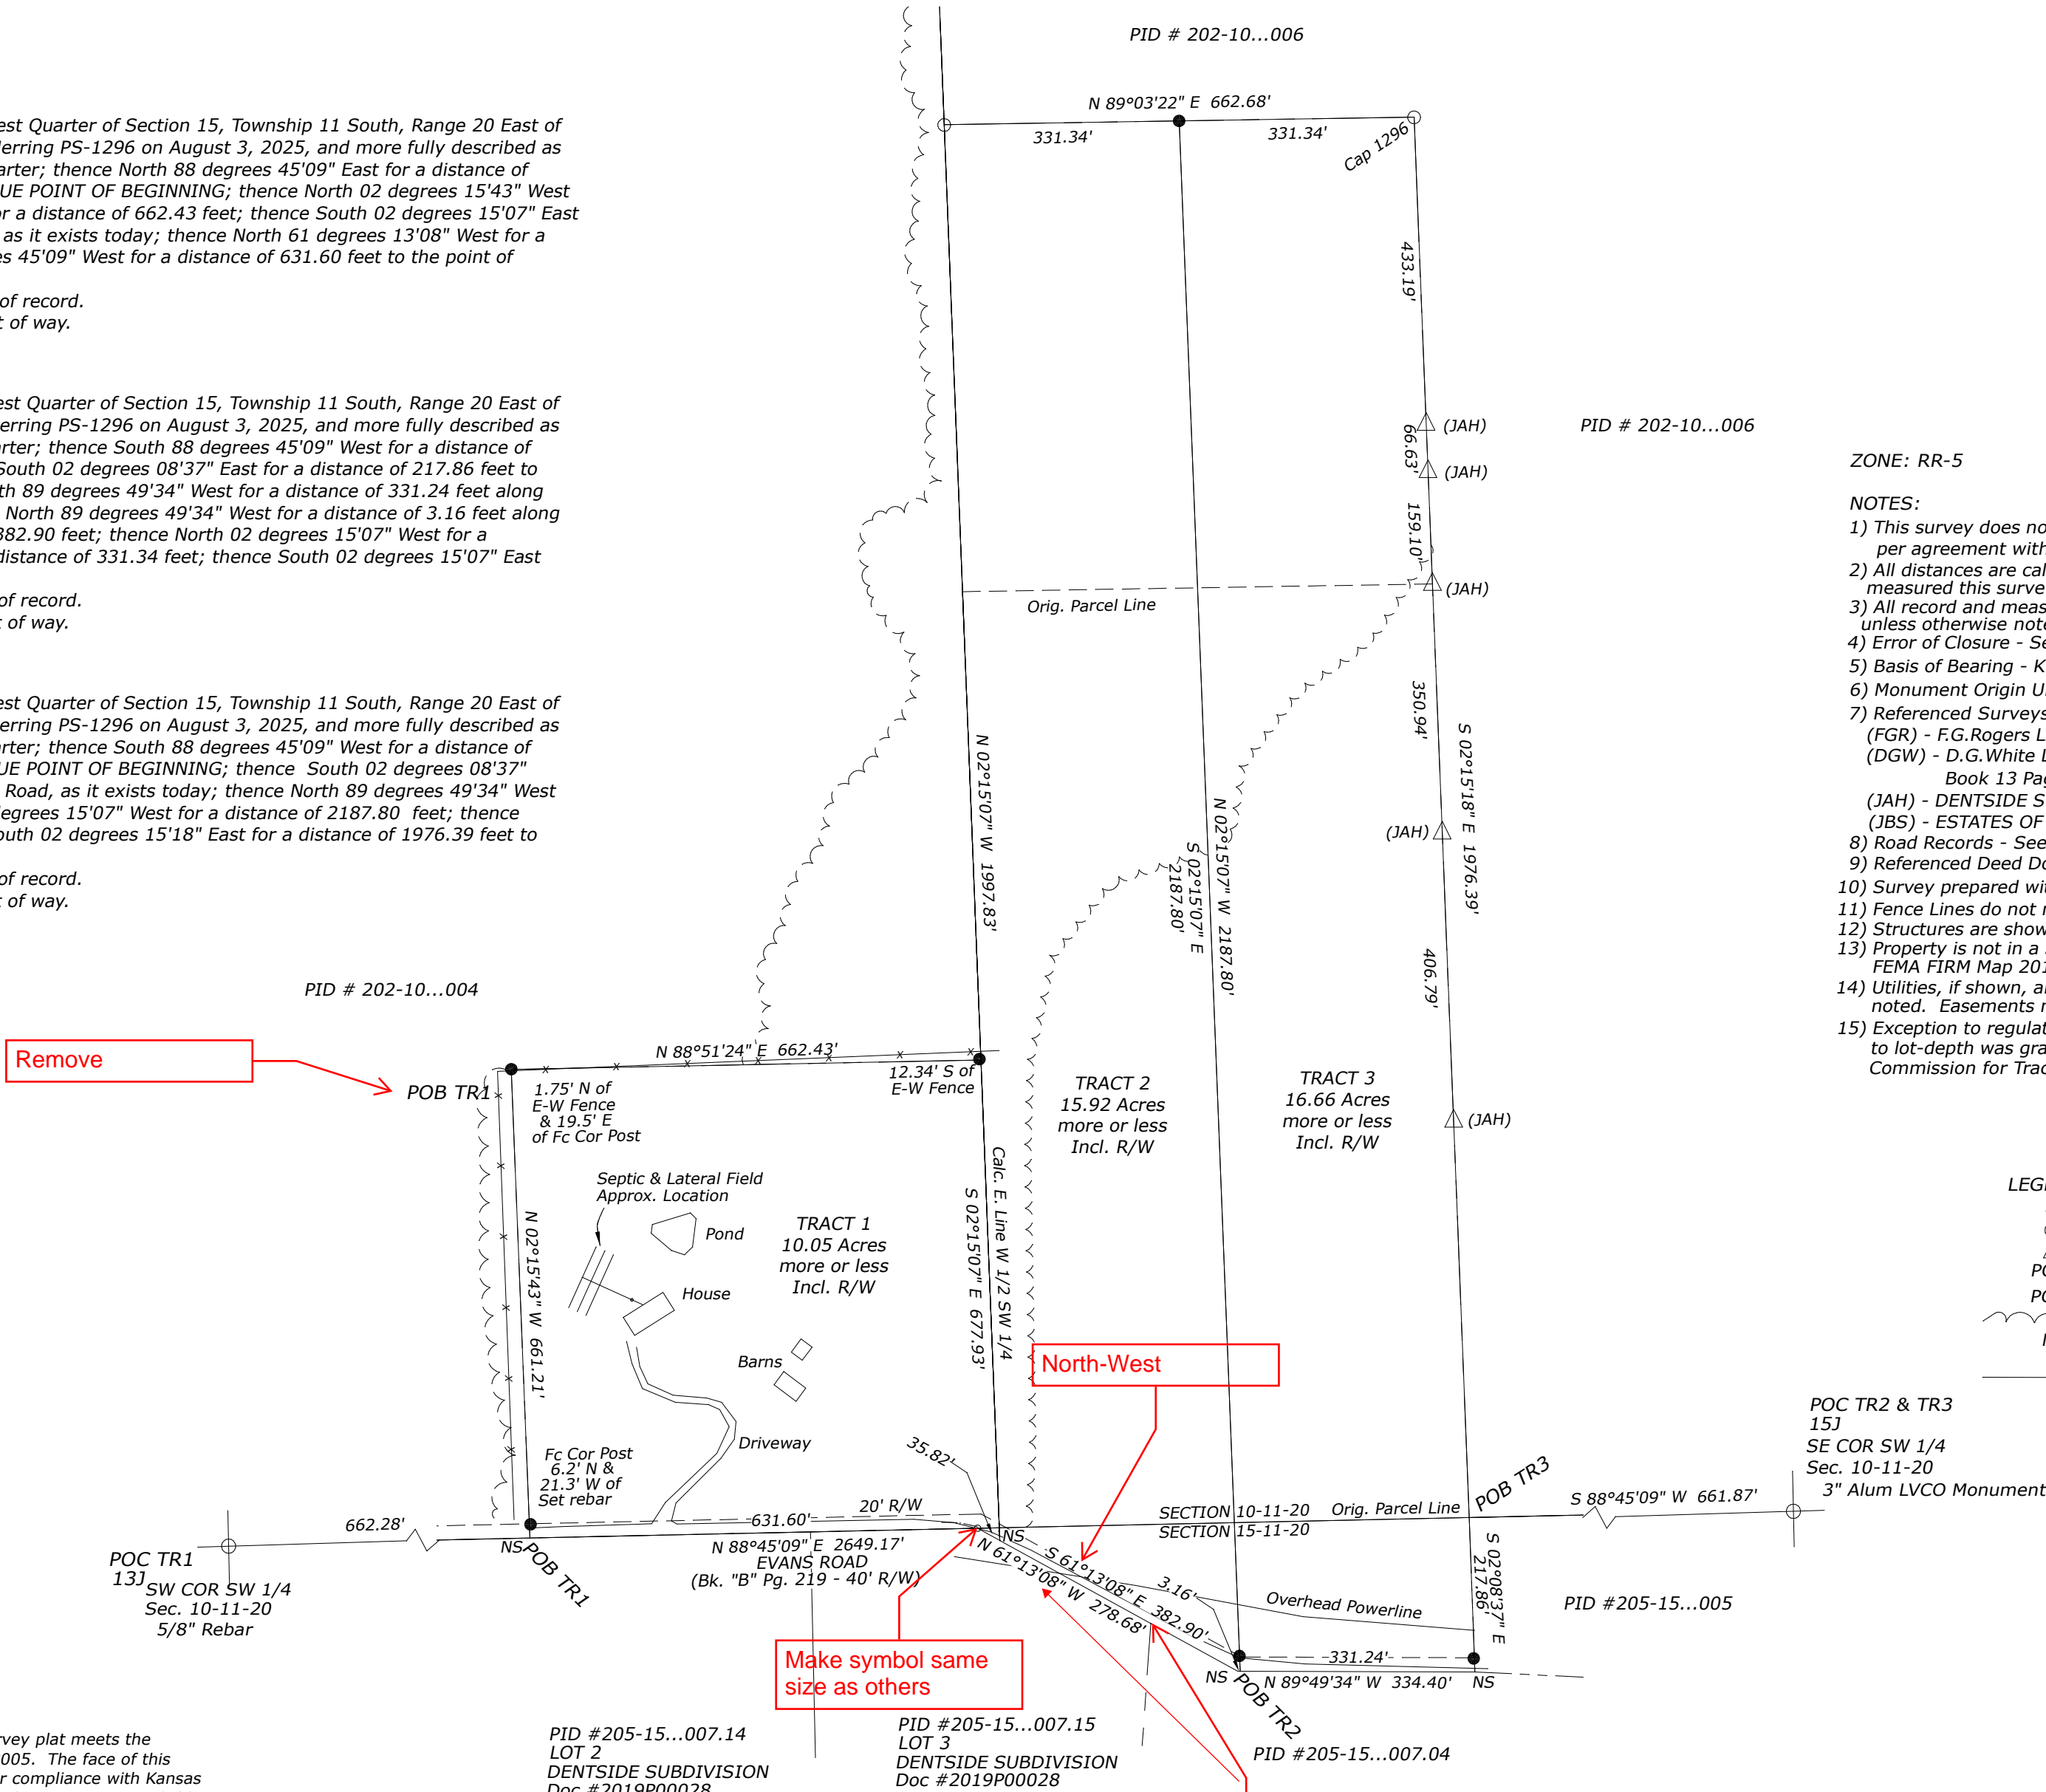 PID # 202-10...006
N 89°03'22" E  662.68'
331.34'
331.34'
Cap 1296
est Quarter of Section 15, Township 11 South, Range 20 East of
erring PS-1296 on August 3, 2025, and more fully described as
arter; thence North 88 degrees 45'09" East for a distance of
UE POINT OF BEGINNING; thence North 02 degrees 15'43" West
or a distance of 662.43 feet; thence South 02 degrees 15'07" East
as it exists today; thence North 61 degrees 13'08" West for a
es 45'09" West for a distance of 631.60 feet to the point of
of record.
t of way.
est Quarter of Section 15, Township 11 South, Range 20 East of
erring PS-1296 on August 3, 2025, and more fully described as
rter; thence South 88 degrees 45'09" West for a distance of
South 02 degrees 08'37" East for a distance of 217.86 feet to
th 89 degrees 49'34" West for a distance of 331.24 feet along
North 89 degrees 49'34" West for a distance of 3.16 feet along
382.90 feet; thence North 02 degrees 15'07" West for a
distance of 331.34 feet; thence South 02 degrees 15'07" East
of record.
t of way.
est Quarter of Section 15, Township 11 South, Range 20 East of
erring PS-1296 on August 3, 2025, and more fully described as
rter; thence South 88 degrees 45'09" West for a distance of
UE POINT OF BEGINNING; thence  South 02 degrees 08'37"
Road, as it exists today; thence North 89 degrees 49'34" West
degrees 15'07" West for a distance of 2187.80  feet; thence
outh 02 degrees 15'18" East for a distance of 1976.39 feet to
of record.
t of way.
433.19'
66.63'
159.10'
350.94'
406.79'
(JAH)
(JAH)
(JAH)
(JAH)
(JAH)
S 02°15'18" E  1976.39'
PID # 202-10...006
Orig. Parcel Line
N 02°15'07" W  1997.83'
S 02°15'07" E
2187.80'
N 02°15'07" W  2187.80'
ZONE: RR-5
NOTES:
1) This survey does no
per agreement with
2) All distances are cal
measured this surve
3) All record and meas
unless otherwise note
4) Error of Closure - Se
5) Basis of Bearing - K
6) Monument Origin U
7) Referenced Surveys
(FGR) - F.G.Rogers L
(DGW) - D.G.White L
Book 13 Pag
(JAH) - DENTSIDE S
(JBS) - ESTATES OF
8) Road Records - See
9) Referenced Deed Do
10) Survey prepared wit
11) Fence Lines do not r
12) Structures are show
13) Property is not in a
FEMA FIRM Map 201
14) Utilities, if shown, a
noted.  Easements r
15) Exception to regulat
to lot-depth was gra
Commission for Trac
PID # 202-10...004
Remove
POB TR1
N 88°51'24" E  662.43'
1.75' N of
E-W Fence
& 19.5' E
of Fc Cor Post
12.34' S of
E-W Fence
TRACT 2
15.92 Acres
more or less
Incl. R/W
TRACT 3
16.66 Acres
more or less
Incl. R/W
Septic & Lateral Field
Approx. Location
Pond
TRACT 1
10.05 Acres
more or less
Incl. R/W
House
Barns
Driveway
N 02°15'43" W  661.21'
S 02°15'07" E  677.93'
Calc. E. Line W 1/2 SW 1/4
North-West
LEG
PO
PO
Fc Cor Post
6.2' N &
21.3' W of
Set rebar
35.82'
20' R/W
631.60'
662.28'
NS
POB TR1
N 88°45'09" E  2649.17'
EVANS ROAD
(Bk. "B" Pg. 219 - 40' R/W)
NS
SECTION 10-11-20
SECTION 15-11-20
Orig. Parcel Line
POB TR3
S 88°45'09" W  661.87'
POC TR2 & TR3
15J
SE COR SW 1/4
Sec. 10-11-20
3" Alum LVCO Monument
POC TR1
13J
SW COR SW 1/4
Sec. 10-11-20
5/8" Rebar
S 61°13'08" E  382.90'
N 61°13'08" W  278.68'
3.16'
Overhead Powerline
S 02°08'37" E
217.86'
PID #205-15...005
331.24'
NS
N 89°49'34" W  334.40'
NS
POB TR2
Make symbol same
size as others
PID #205-15...007.14
LOT 2
DENTSIDE SUBDIVISION
Doc #2019P00028
PID #205-15...007.15
LOT 3
DENTSIDE SUBDIVISION
Doc #2019P00028
PID #205-15...007.04
rvey plat meets the
005.  The face of this
r compliance with Kansas